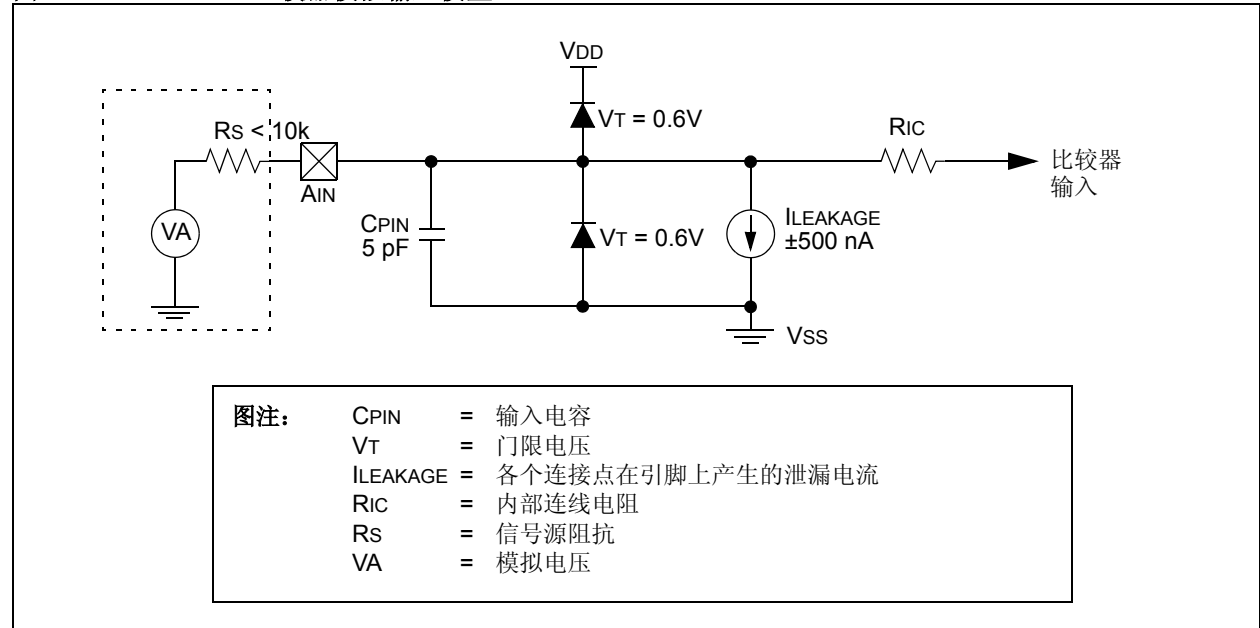 VDD
VT = 0.6V
RS < 10k
RIC
比较器
输入
AIN
VA
CPIN
5 pF
VT = 0.6V
ILEAKAGE
±500 nA
VSS
图注：
CPIN = 输入电容
VT = 门限电压
ILEAKAGE = 各个连接点在引脚上产生的泄漏电流
RIC = 内部连线电阻
RS = 信号源阻抗
VA = 模拟电压